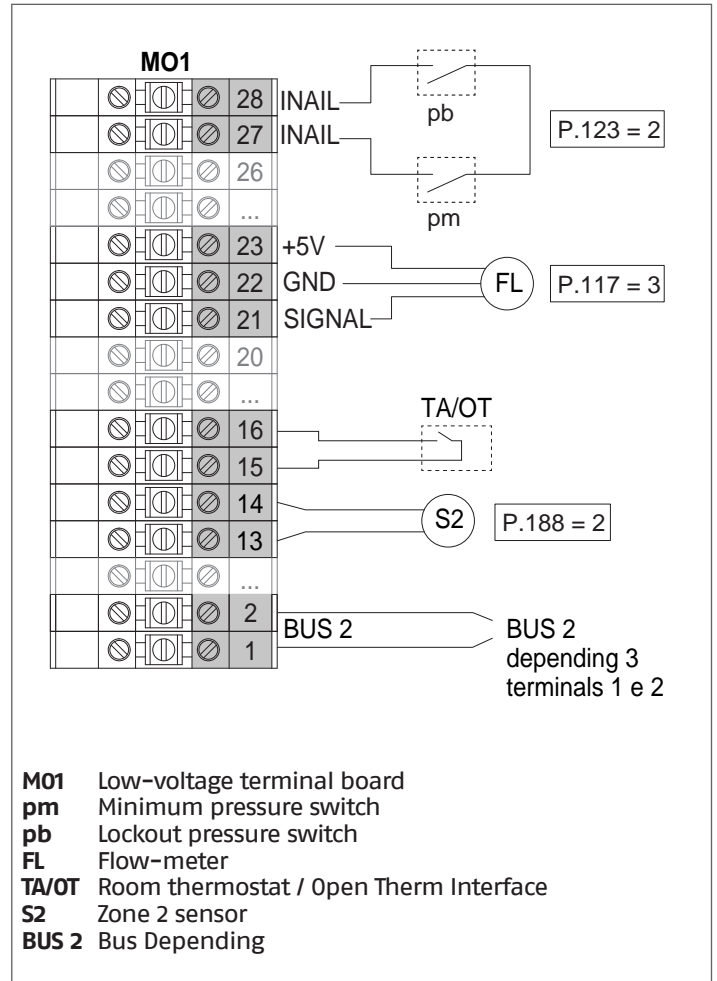 MO1
28 INAIL
pb
27 INAIL
P.123 = 2
26
pm
...
23 +5V
22 GND
FL
P.117 = 3
21 SIGNAL
20
...
TA/OT
16
15
14
S2
P.188 = 2
13
...
2
BUS 2
BUS 2
1
depending 3
terminals 1 e 2
M01 Low-voltage terminal board
pm Minimum pressure switch
pb Lockout pressure switch
FL Flow-meter
TA/OT Room thermostat / Open Therm Interface
S2 Zone 2 sensor
BUS 2 Bus Depending